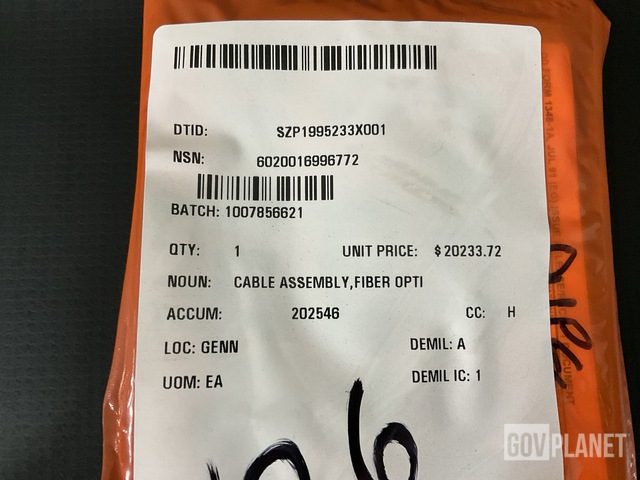 DTID: SZP1995233X001
NSN: 6020016996772
BATCH: 1007856621
QTY: 1 UNIT PRICE: $ 20233.72
NOUN: CABLE ASSEMBLY,FIBER OPTI
ACCUM: 202546 CC: H
LOC: GENN DEMIL: A
UOM: EA DEMIL IC: 1
GOVPLANET